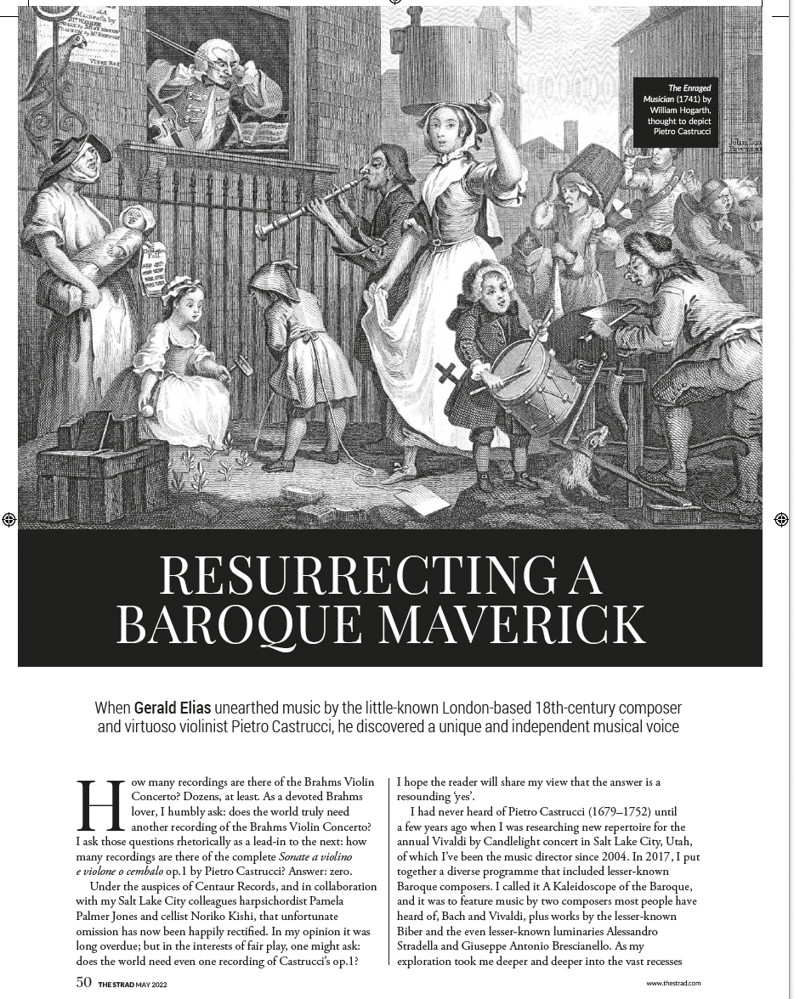 Macbeath by
Mr. WALKER
POLLY by
PEACHUM by
VIVAT REX
The Enraged
Musician (1741) by
William Hogarth,
thought to depict
Pietro Castrucci
John
RESURRECTING A
BAROQUE MAVERICK
When Gerald Elias unearthed music by the little-known London-based 18th-century composer
and virtuoso violinist Pietro Castrucci, he discovered a unique and independent musical voice
How many recordings are there of the Brahms Violin
Concerto? Dozens, at least. As a devoted Brahms
lover, I humbly ask: does the world truly need
another recording of the Brahms Violin Concerto?
I ask those questions rhetorically as a lead-in to the next: how
many recordings are there of the complete Sonate a violino
e violone o cembalo op.1 by Pietro Castrucci? Answer: zero.
Under the auspices of Centaur Records, and in collaboration
with my Salt Lake City colleagues harpsichordist Pamela
Palmer Jones and cellist Noriko Kishi, that unfortunate
omission has now been happily rectified. In my opinion it was
long overdue; but in the interests of fair play, one might ask:
does the world need even one recording of Castrucci's op.1?
I hope the reader will share my view that the answer is a
resounding 'yes'.
I had never heard of Pietro Castrucci (1679–1752) until
a few years ago when I was researching new repertoire for the
annual Vivaldi by Candlelight concert in Salt Lake City, Utah,
of which I've been the music director since 2004. In 2017, I put
together a diverse programme that included lesser-known
Baroque composers. I called it A Kaleidoscope of the Baroque,
and it was to feature music by two composers most people have
heard of, Bach and Vivaldi, plus works by the lesser-known
Biber and the even lesser-known luminaries Alessandro
Stradella and Giuseppe Antonio Brescianello. As my
exploration took me deeper and deeper into the vast recesses
50 THE STRAD MAY 2022
www.thestrad.com